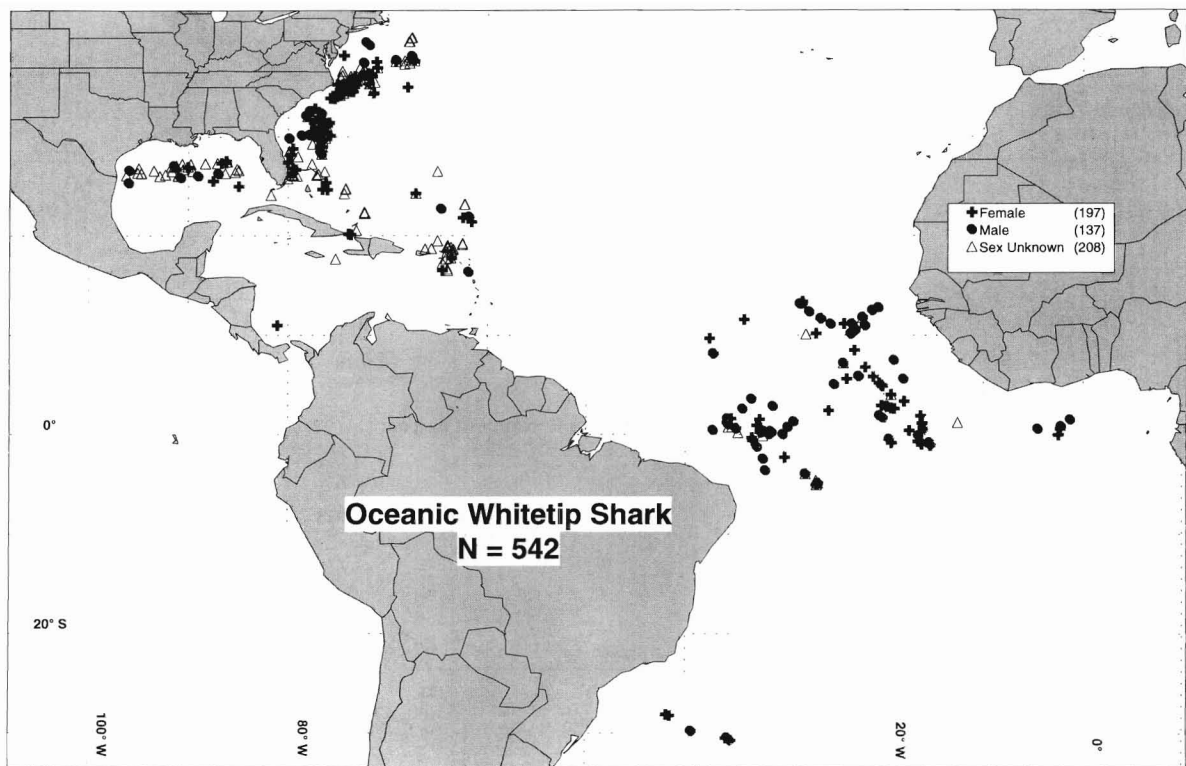 Female (197)
Male (137)
Sex Unknown (208)
0°
Oceanic Whitetip Shark
N = 542
20° S
100° W
80° W
20° W
0°